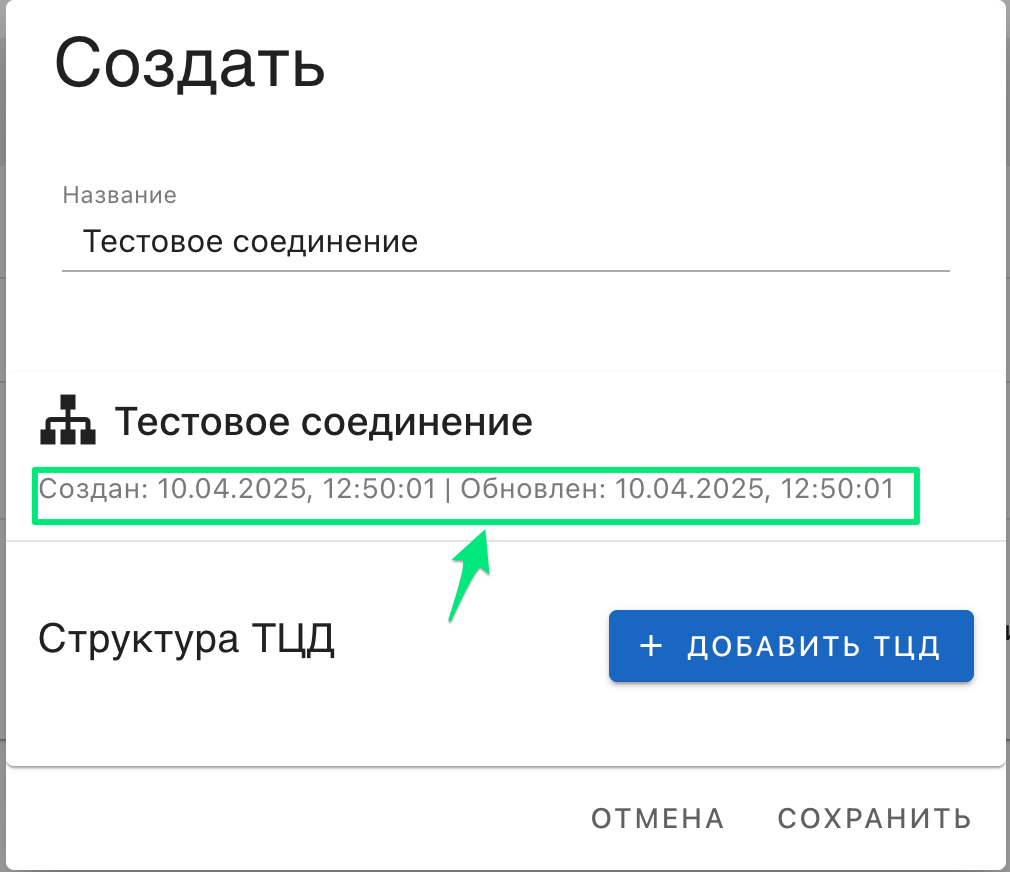 Создать
Название
Тестовое соединение
Тестовое соединение
Создан: 10.04.2025, 12:50:01 | Обновлен: 10.04.2025, 12:50:01
Структура ТЦД
+ ДОБАВИТЬ ТЦД
ОТМЕНА СОХРАНИТЬ